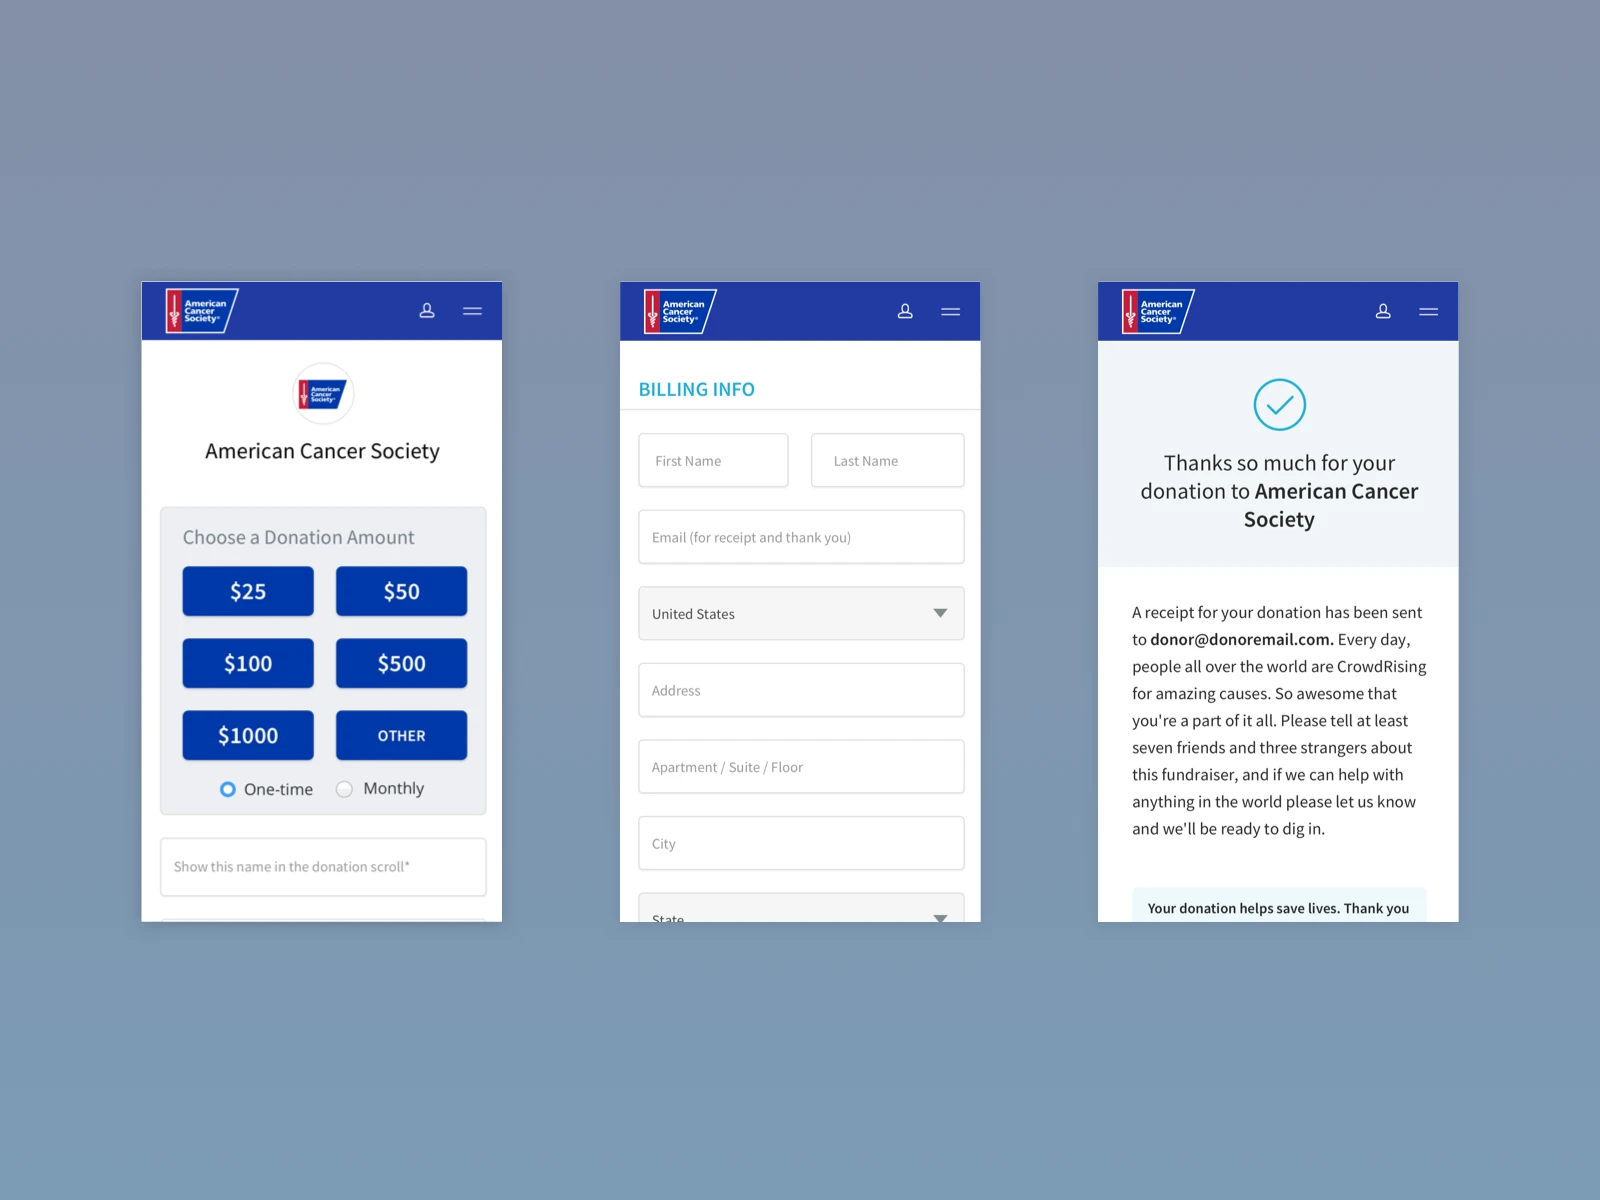 American
Cancer
Society®
American
Cancer
Society®
American Cancer Society
Choose a Donation Amount
$25
$50
$100
$500
$1000
OTHER
One-time
Monthly
Show this name in the donation scroll*
American
Cancer
Society®
BILLING INFO
First Name
Last Name
Email (for receipt and thank you)
United States
Address
Apartment / Suite / Floor
City
State
American
Cancer
Society®
Thanks so much for your
donation to American Cancer
Society
A receipt for your donation has been sent
to donor@donoremail.com. Every day,
people all over the world are CrowdRising
for amazing causes. So awesome that
you're a part of it all. Please tell at least
seven friends and three strangers about
this fundraiser, and if we can help with
anything in the world please let us know
and we'll be ready to dig in.
Your donation helps save lives. Thank you